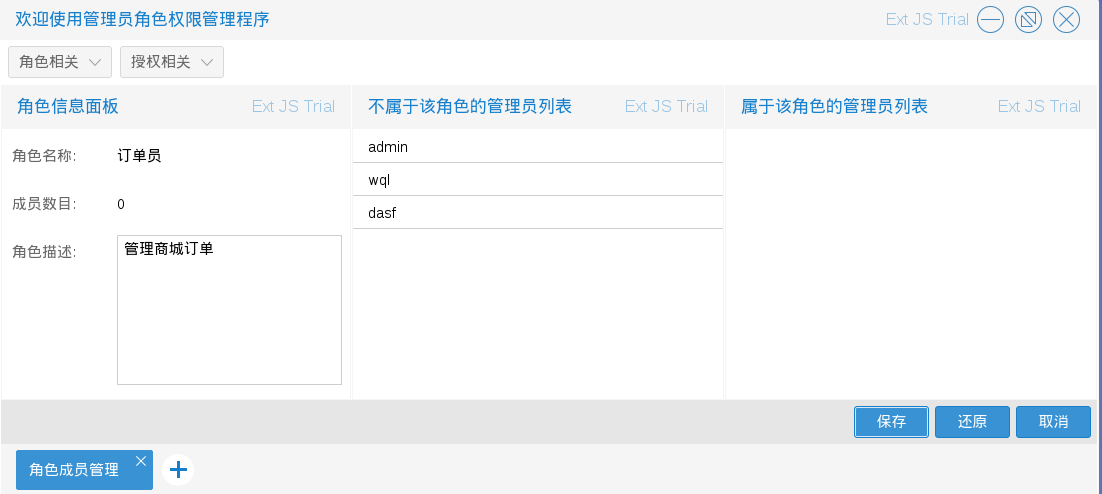 欢迎使用管理员角色权限管理程序 Ext JS Trial
角色相关 授权相关
角色信息面板 Ext JS Trial 不属于该角色的管理员列表 Ext JS Trial 属于该角色的管理员列表 Ext JS Trial
角色名称: 订单员
成员数目: 0
角色描述: 管理商城订单
admin
wql
dasf
保存 还原 取消
角色成员管理